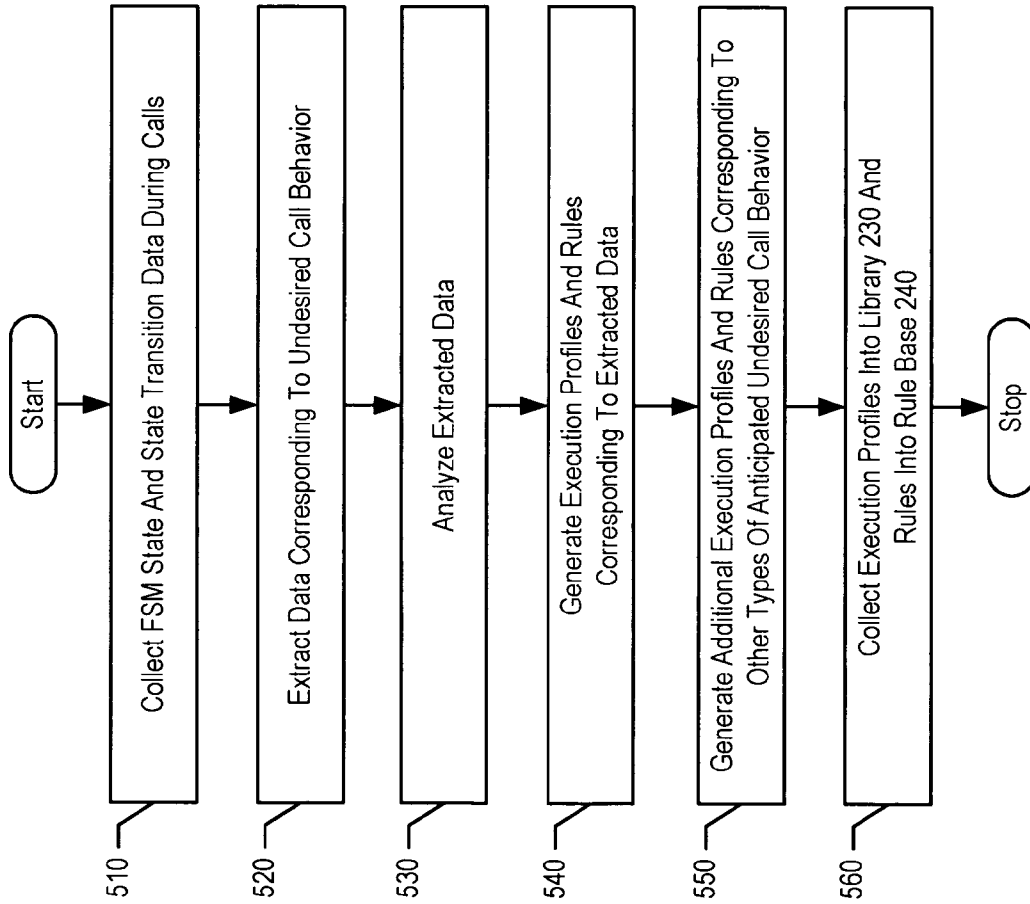 Start
510
Collect FSM State And State Transition Data During Calls
520
Extract Data Corresponding To Undesired Call Behavior
530
Analyze Extracted Data
540
Generate Execution Profiles And Rules
Corresponding To Extracted Data
550
Generate Additional Execution Profiles And Rules Corresponding To
Other Types Of Anticipated Undesired Call Behavior
560
Collect Execution Profiles Into Library 230 And
Rules Into Rule Base 240
Stop